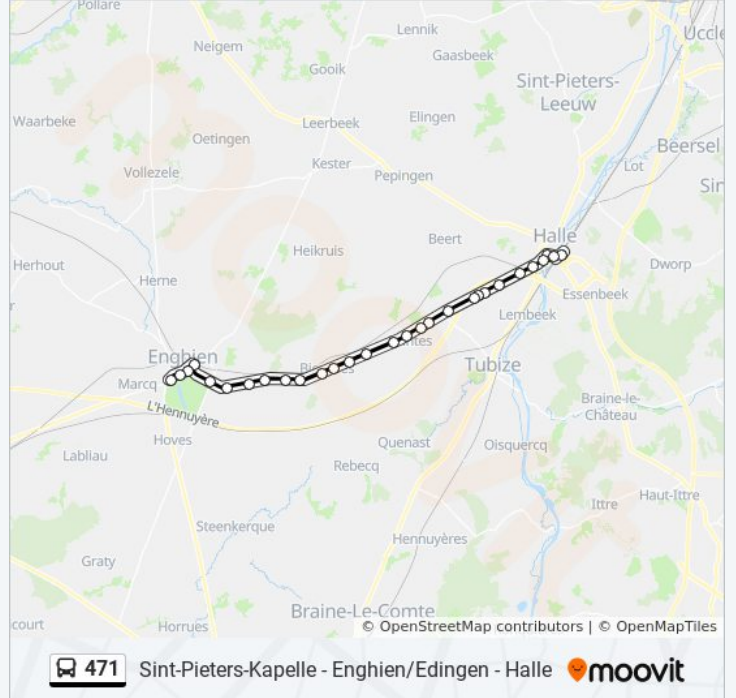 Pollare
Lennik
Uccle
Neigem
Gaasbeek
Gooik
Sint-Pieters-
Leeuw
Waarbeke
Leerbeek
Elingen
Oetingen
Beersel
Kester
Lot
Vollezele
Pepingen
Halle
Beert
Heikruis
Herhout
Dworp
Herne
Essenbeek
Lembeek
Enghien
Tubize
Marcq
L'Hennuyère
Braine-le-
Château
Hoves
Quenast
Oisquercq
Labliau
Rebecq
Haut-Ittre
Ittre
Steenkerque
Hennuyères
Graty
Braine-Le-Comte
Horrues
© OpenStreetMap contributors | © OpenMapTiles
471 Sint-Pieters-Kapelle - Enghien/Edingen - Halle moovit